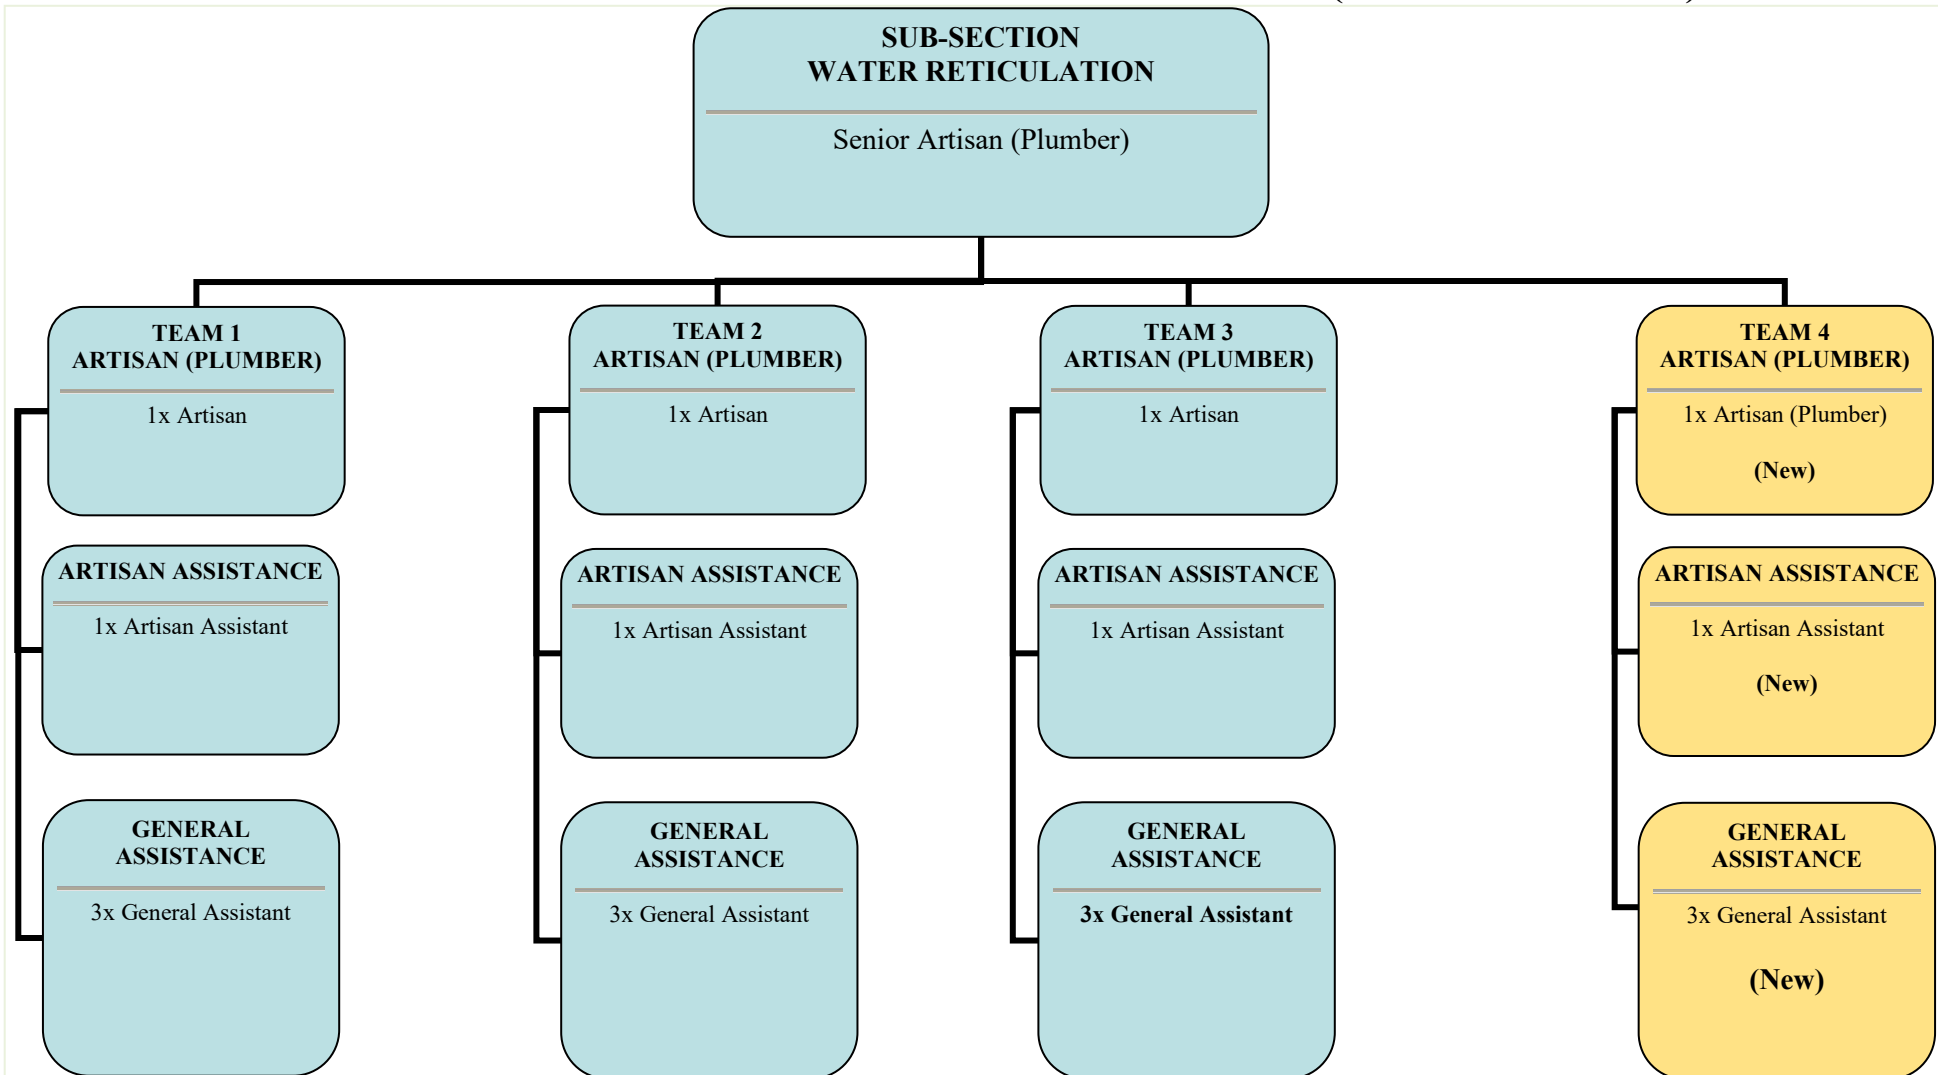 SUB-SECTION
WATER RETICULATION
Senior Artisan (Plumber)
TEAM 1
ARTISAN (PLUMBER)
1x Artisan
ARTISAN ASSISTANCE
1x Artisan Assistant
GENERAL
ASSISTANCE
3x General Assistant
TEAM 2
ARTISAN (PLUMBER)
1x Artisan
ARTISAN ASSISTANCE
1x Artisan Assistant
GENERAL
ASSISTANCE
3x General Assistant
TEAM 3
ARTISAN (PLUMBER)
1x Artisan
ARTISAN ASSISTANCE
1x Artisan Assistant
GENERAL
ASSISTANCE
3x General Assistant
TEAM 4
ARTISAN (PLUMBER)
1x Artisan (Plumber)
(New)
ARTISAN ASSISTANCE
1x Artisan Assistant
(New)
GENERAL
ASSISTANCE
3x General Assistant
(New)